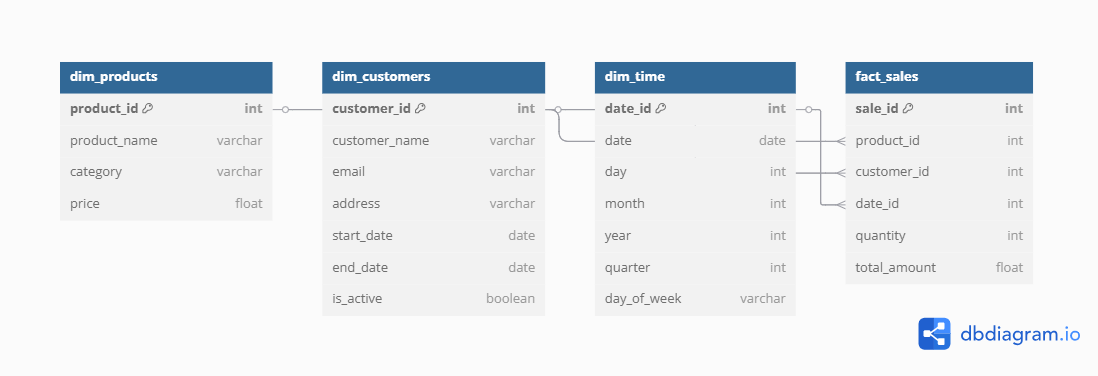 dim_products
product_id int
product_name varchar
category varchar
price float
dim_customers
customer_id int
customer_name varchar
email varchar
address varchar
start_date date
end_date date
is_active boolean
dim_time
date_id int
date date
day int
month int
year int
quarter int
day_of_week varchar
fact_sales
sale_id int
product_id int
customer_id int
date_id int
quantity int
total_amount float
dbdiagram.io